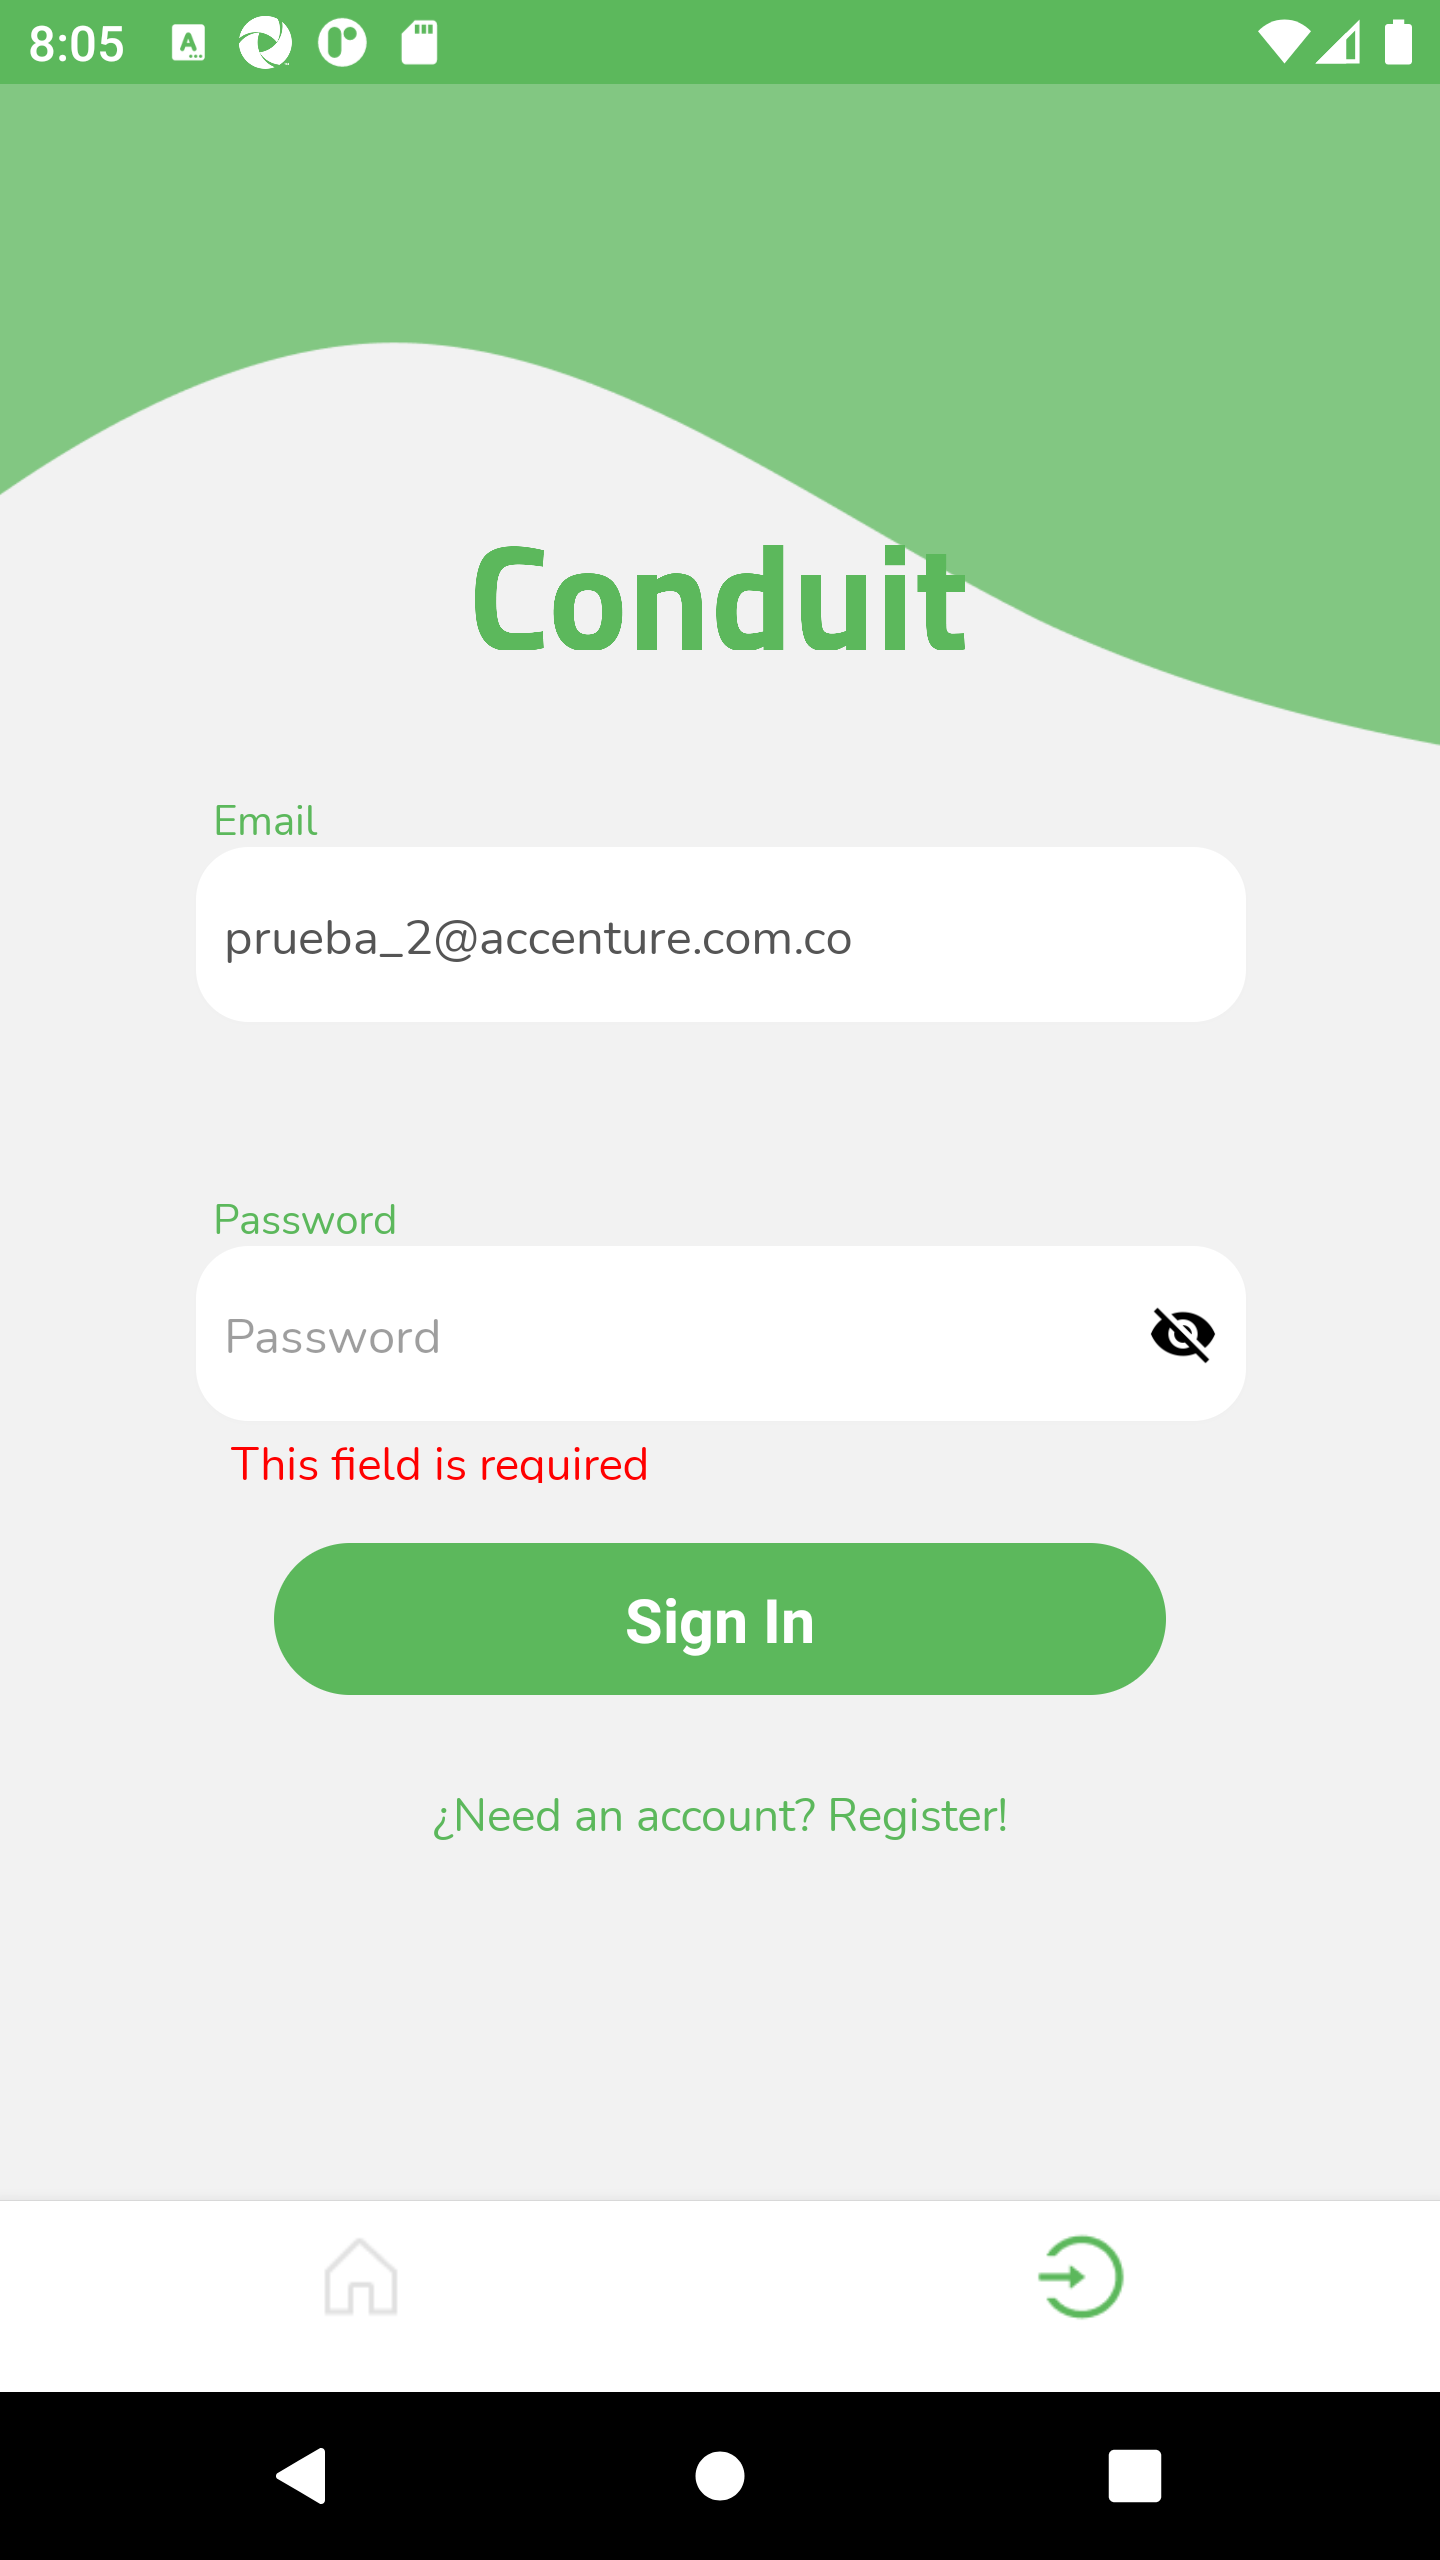 8:05
Conduit
Email
prueba_2@accenture.com.co
Password
Password
This field is required
Sign In
¿Need an account? Register!